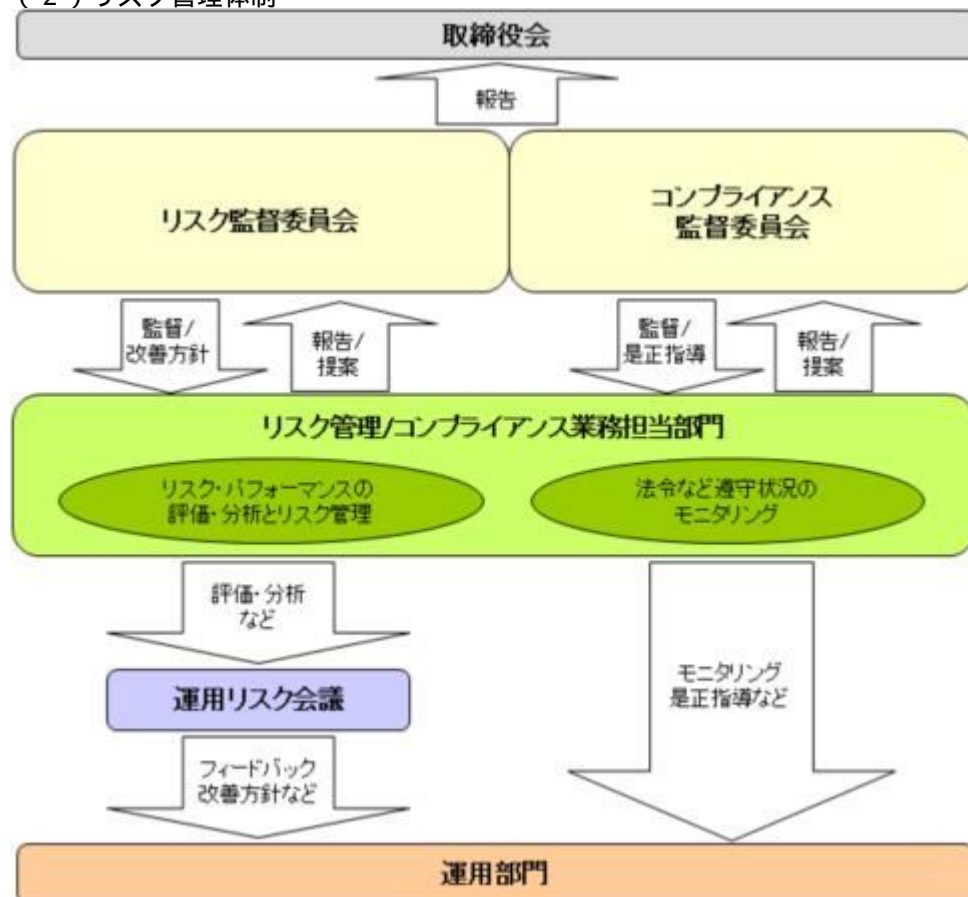 (2)リスク管理体制
取締役会
報告
リスク監督委員会
コンプライアンス
監督委員会
監督/
改善方針
報告/
提案
監督/
是正指導
報告/
提案
リスク管理/コンプライアンス業務担当部門
リスク・パフォーマンスの
評価・分析とリスク管理
法令など遵守状況の
モニタリング
評価・分析
など
運用リスク会議
モニタリング
是正指導など
フィードバック
改善方針など
運用部門